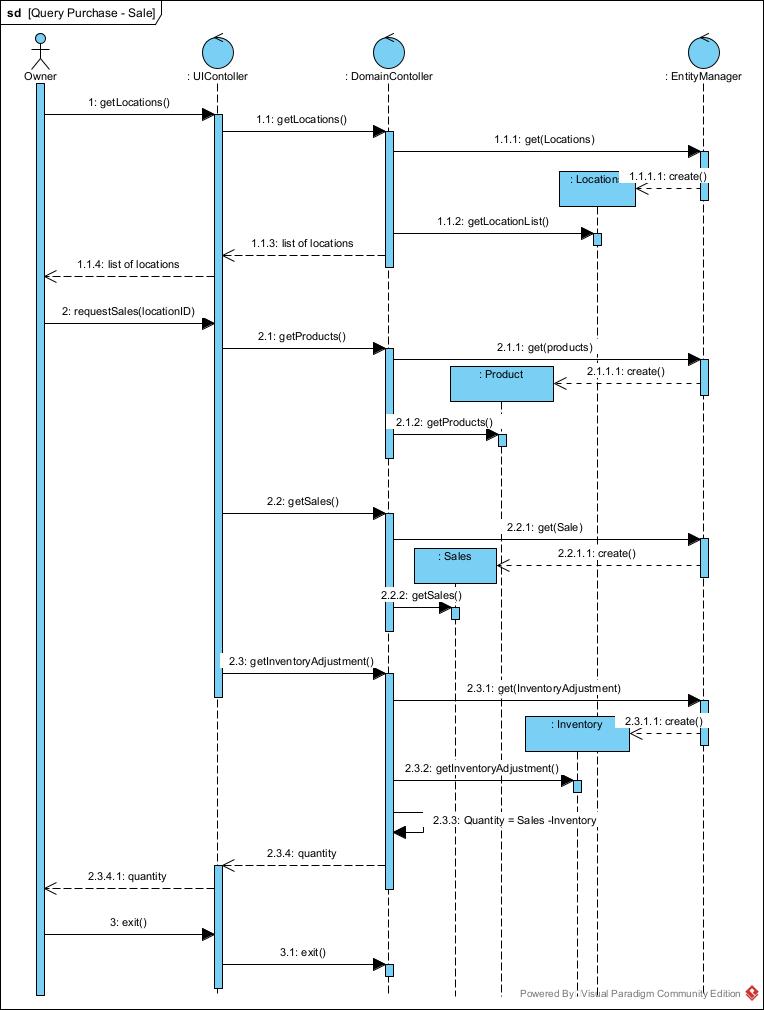 sd [Query Purchase - Sale]
Owner
: UIContoller
: DomainContoller
: EntityManager
1: getLocations()
1.1: getLocations()
1.1.1: get(Locations)
: Location
1.1.1.1: create()
1.1.2: getLocationList()
1.1.3: list of locations
1.1.4: list of locations
2: requestSales(locationID)
2.1: getProducts()
2.1.1: get(products)
: Product
2.1.1.1: create()
2.1.2: getProducts()
2.2: getSales()
2.2.1: get(Sale)
: Sales
2.2.1.1: create()
2.2.2: getSales()
2.3: getInventoryAdjustment()
2.3.1: get(InventoryAdjustment)
: Inventory
2.3.1.1: create()
2.3.2: getInventoryAdjustment()
2.3.3: Quantity = Sales -Inventory
2.3.4: quantity
2.3.4.1: quantity
3: exit()
3.1: exit()
Powered By Visual Paradigm Community Edition